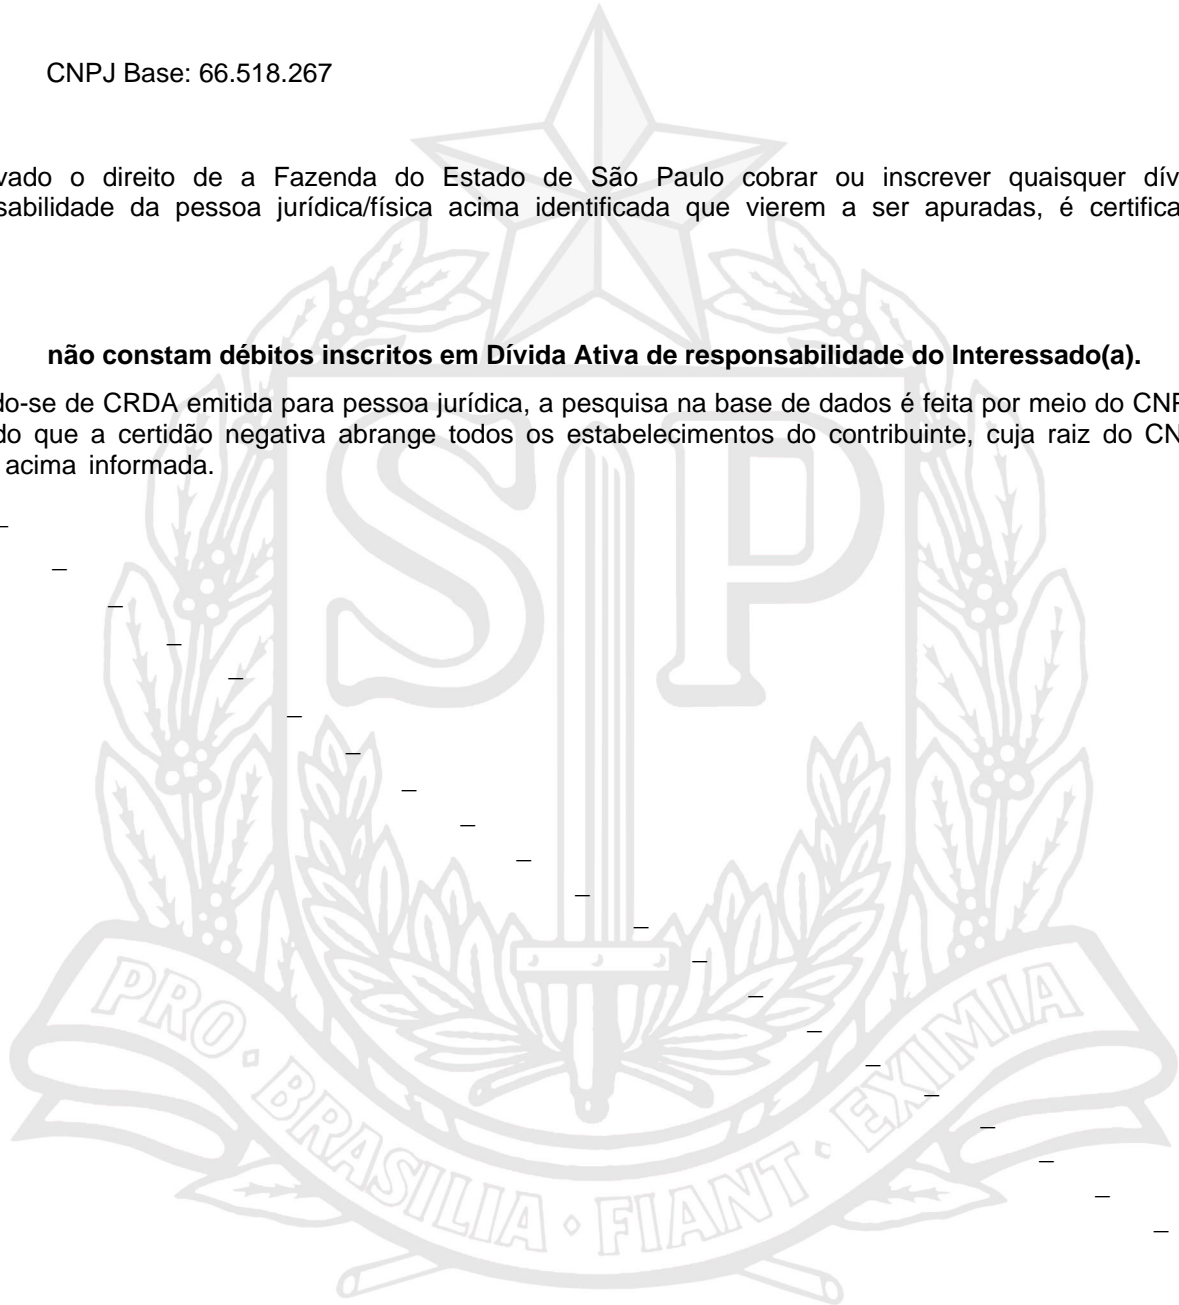 CNPJ Base: 66.518.267
vado o direito de a Fazenda do Estado de São Paulo cobrar ou inscrever quaisquer dív
sabilidade da pessoa jurídica/física acima identificada que vierem a ser apuradas, é certifica
não constam débitos inscritos em Dívida Ativa de responsabilidade do Interessado(a).
do-se de CRDA emitida para pessoa jurídica, a pesquisa na base de dados é feita por meio do CNP
do que a certidão negativa abrange todos os estabelecimentos do contribuinte, cuja raiz do CN
acima informada.
SP
PRO · BRASILIA · FIANT · EXIMIA